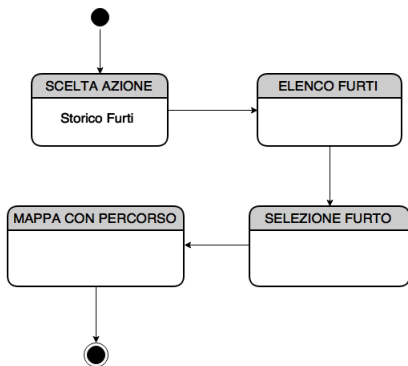 SCELTA AZIONE
Storico Furti
ELENCO FURTI
SELEZIONE FURTO
MAPPA CON PERCORSO